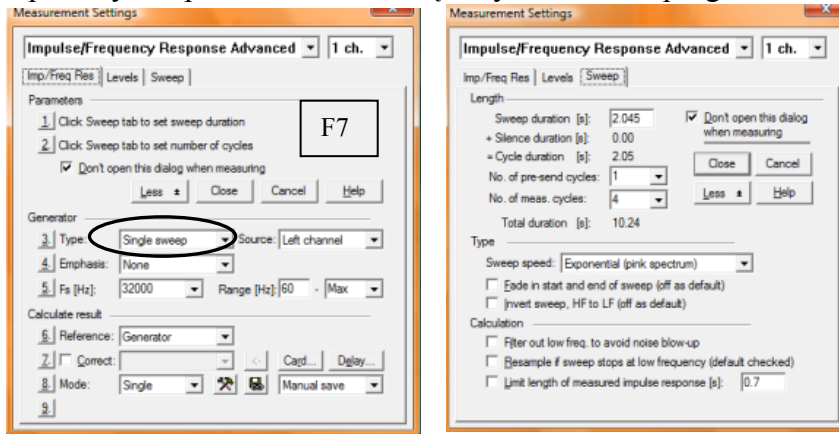 Measurement Settings
Impulse/Frequency Response Advanced 1 ch.
Imp/Freq Res Levels Sweep
Parameters
1. Click Sweep tab to set sweep duration
2. Click Sweep tab to set number of cycles
F7
Don't open this dialog when measuring
Less ± Close Cancel Help
Generator
3. Type: Single sweep Source: Left channel
4. Emphasis: None
5. Fs [Hz]: 32000 Range [Hz]: 60 - Max
Calculate result
6. Reference: Generator
7. Correct: <- Card... Delay...
8. Mode: Single Manual save
9.
Measurement Settings
Impulse/Frequency Response Advanced 1 ch.
Imp/Freq Res Levels Sweep
Length
Sweep duration [s]: 2.045
+ Silence duration [s]: 0.00
= Cycle duration [s]: 2.05
No. of pre-send cycles: 1
No. of meas. cycles: 4
Total duration [s]: 10.24
Don't open this dialog
when measuring
Close Cancel
Less ± Help
Type
Sweep speed: Exponential (pink spectrum)
Fade in start and end of sweep (off as default)
Invert sweep, HF to LF (off as default)
Calculation
Filter out low freq. to avoid noise blow-up
Resample if sweep stops at low frequency (default checked)
Limit length of measured impulse response [s]: 0.7